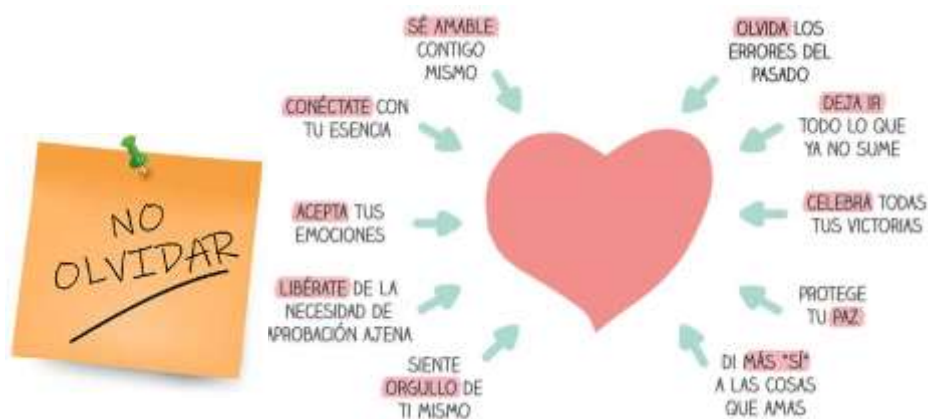 NO
OLVIDAR
SÉ AMABLE
CONTIGO
MISMO
CONÉCTATE CON
TU ESENCIA
ACEPTA TUS
EMOCIONES
LIBÉRATE DE LA
NECESIDAD DE
APROBACIÓN AJENA
SIENTE
ORGULLO DE
TI MISMO
OLVIDA LOS
ERRORES DEL
PASADO
DEJA IR
TODO LO QUE
YA NO SUME
CELEBRA TODAS
TUS VICTORIAS
PROTEGE
TU PAZ
DI MÁS "SÍ"
A LAS COSAS
QUE AMAS